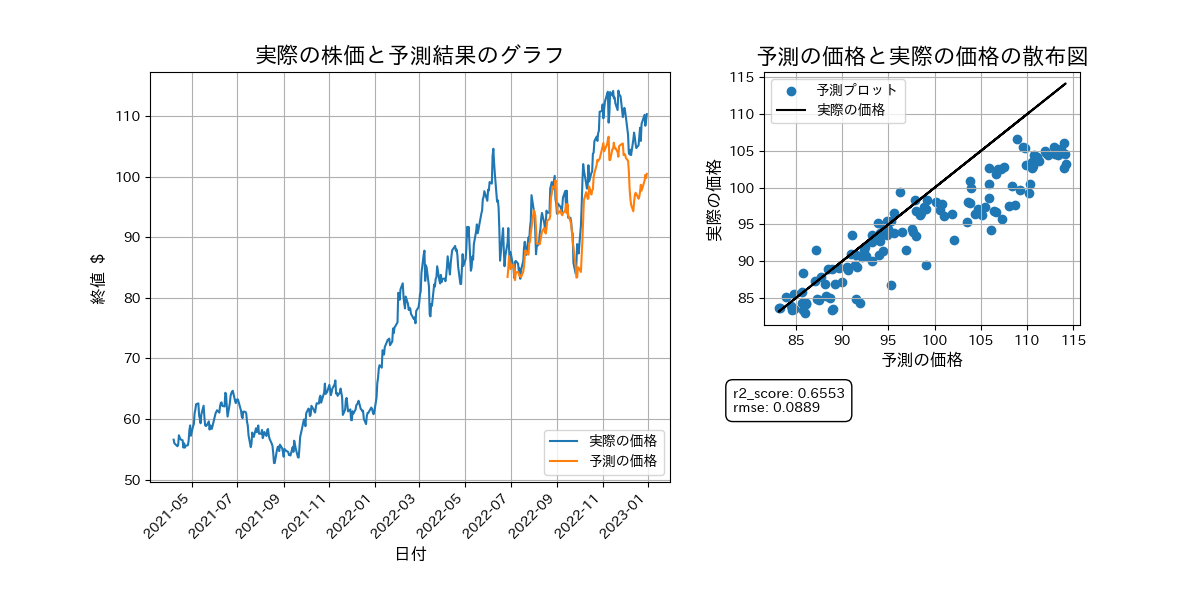 実際の株価と予測結果のグラフ
終値 $
110
100
90
80
70
60
50
2021-05
2021-07
2021-09
2021-11
2022-01
2022-03
2022-05
2022-07
2022-09
2022-11
2023-01
日付
実際の価格
予測の価格
予測の価格と実際の価格の散布図
実際の価格
115
110
105
100
95
90
85
予測プロット
実際の価格
85
90
95
100
105
110
115
予測の価格
r2_score: 0.6553
rmse: 0.0889